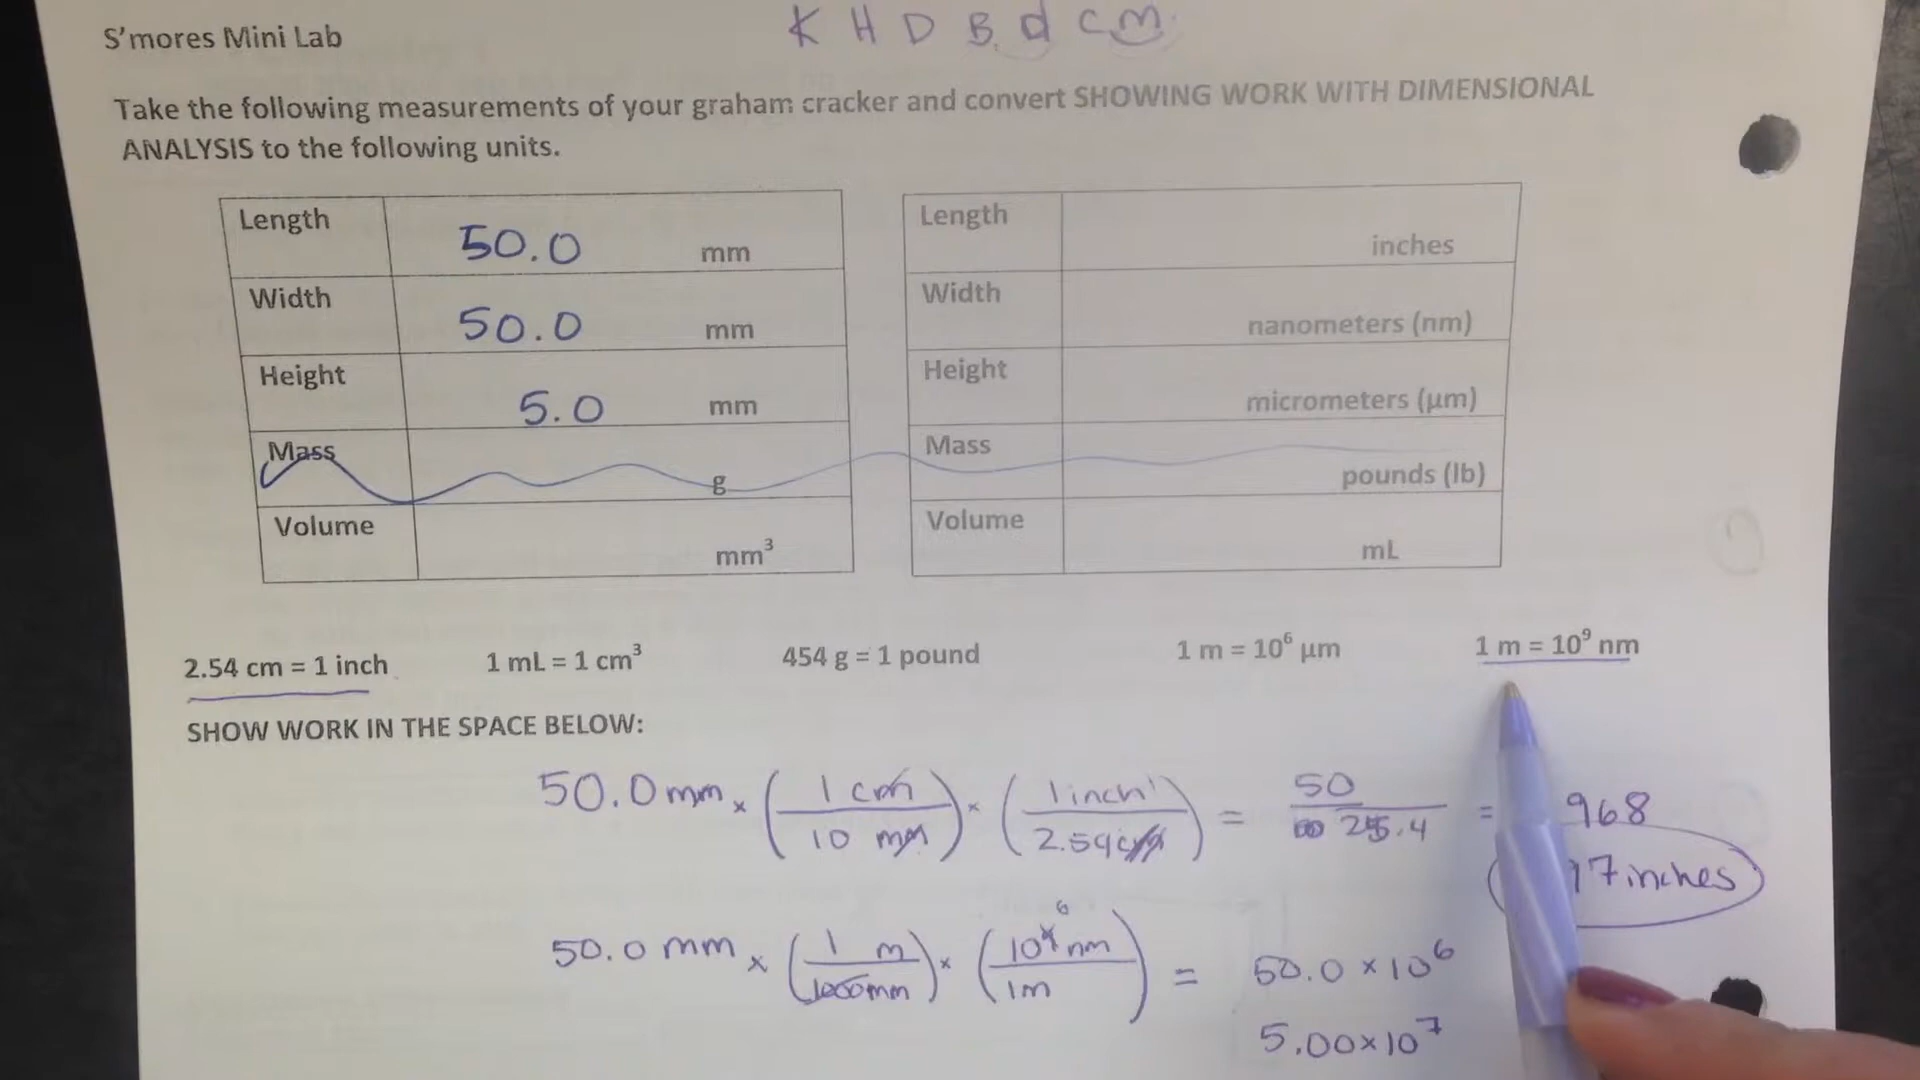 K H D B d c m
S'mores Mini Lab
Take the following measurements of your graham cracker and convert SHOWING WORK WITH DIMENSIONAL
ANALYSIS to the following units.
Length 50.0 mm
Width 50.0 mm
Height 5.0 mm
Mass g
Volume mm³
Length inches
Width nanometers (nm)
Height micrometers (µm)
Mass pounds (lb)
Volume mL
2.54 cm = 1 inch 1 mL = 1 cm³ 454 g = 1 pound 1 m = 10⁶ µm 1 m = 10⁹ nm
SHOW WORK IN THE SPACE BELOW:
50.0 mm × (1 cm / 10 mm) × (1 inch / 2.54 cm) = 50 / 25.4 = 968
17 inches
50.0 mm × (1 m / 1000 mm) × (10 6 nm / 1m) = 50.0 × 10⁶
5.00 × 10⁷